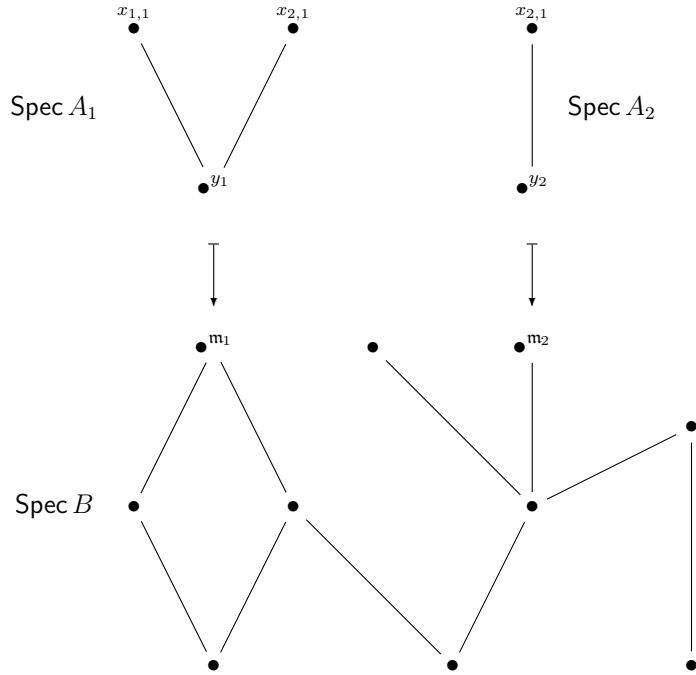 x_{1,1} x_{2,1} x_{2,1}
Spec A_1 Spec A_2
y_1 y_2
𝔪_1 𝔪_2
Spec B